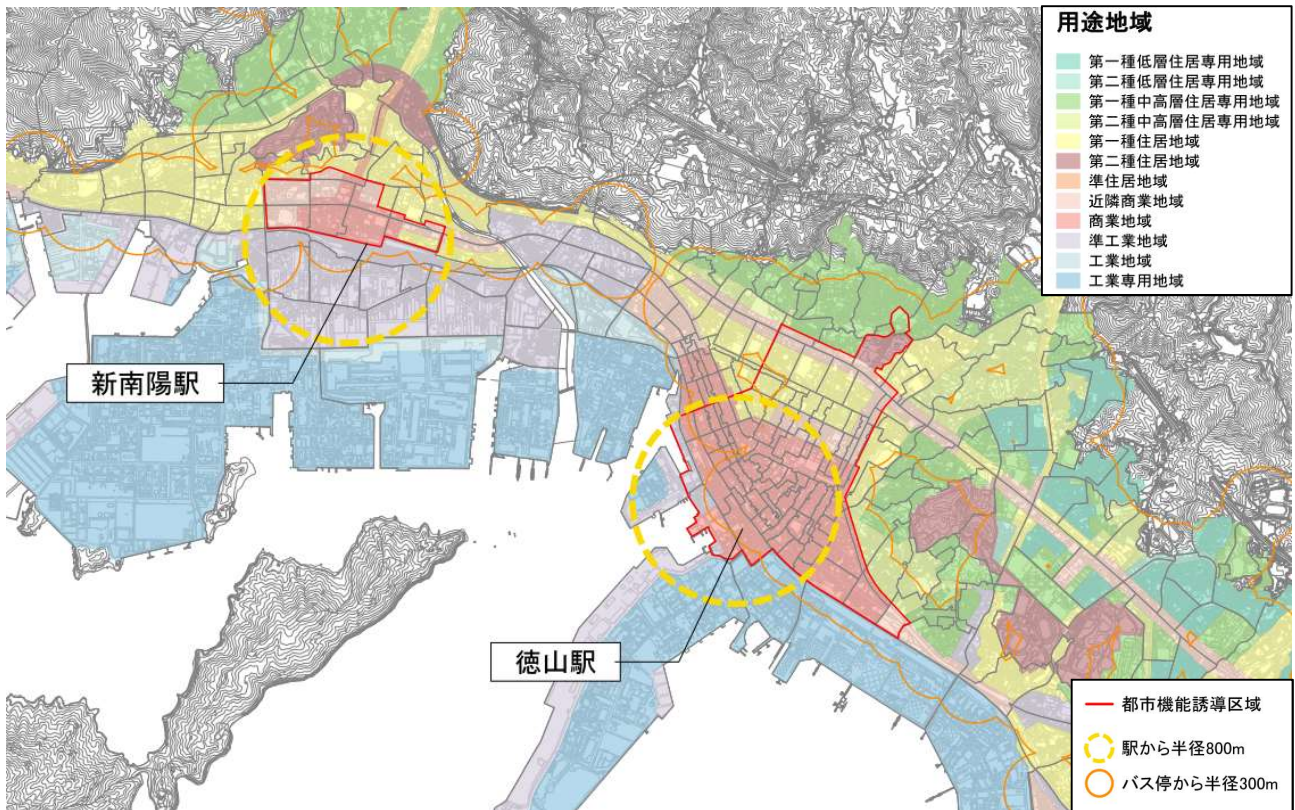 用途地域
第一種低層住居専用地域
第二種低層住居専用地域
第一種中高層住居専用地域
第二種中高層住居専用地域
第一種住居地域
第二種住居地域
準住居地域
近隣商業地域
商業地域
準工業地域
工業地域
工業専用地域
新南陽駅
徳山駅
都市機能誘導区域
駅から半径800m
バス停から半径300m